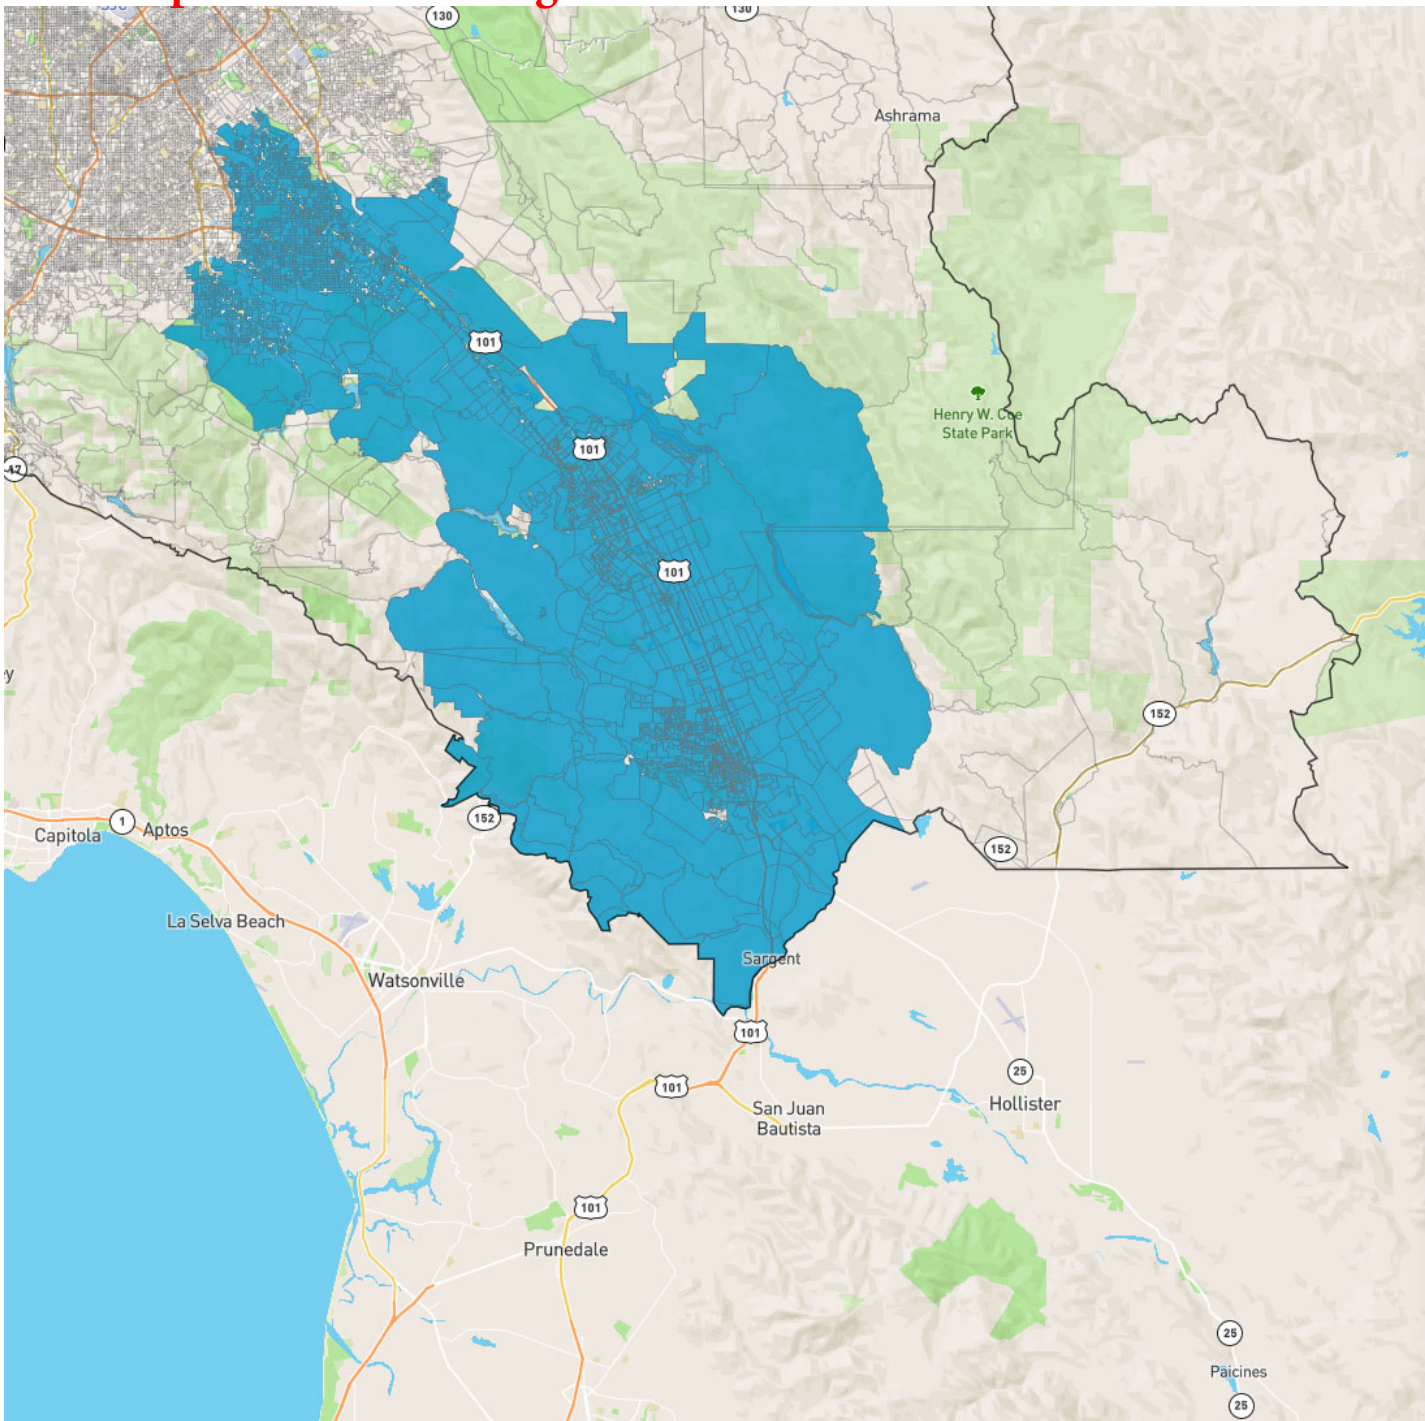 130
130
Ashrama
101
Henry W. Coe
State Park
101
17
101
152
1
Aptos
Capitola
152
152
La Selva Beach
Sargent
Watsonville
101
25
101
Hollister
San Juan
Bautista
101
Prunedale
25
Paicines
25